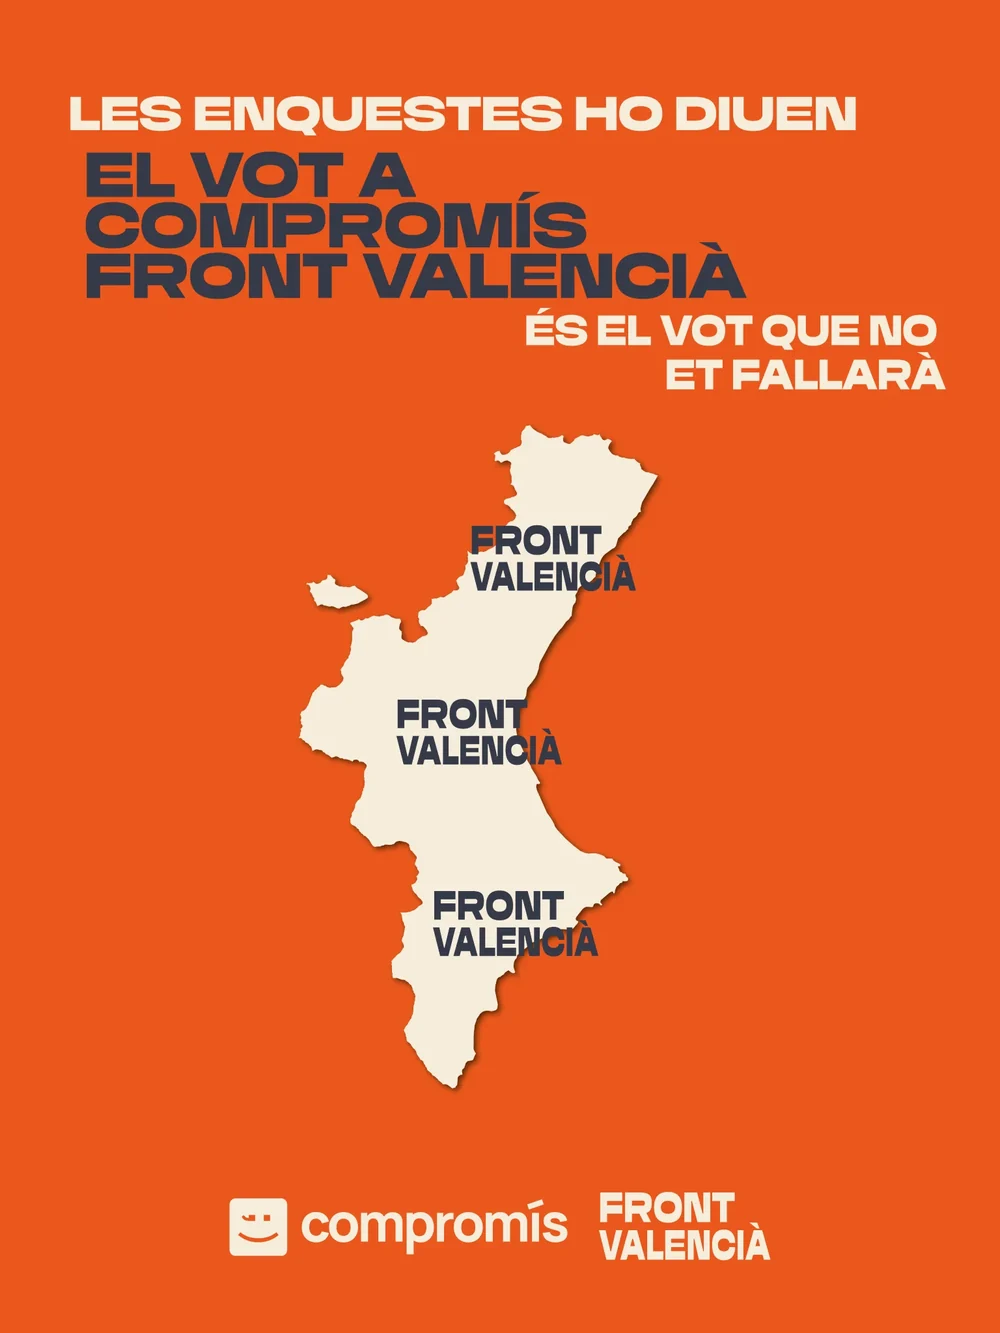 LES ENQUESTES HO DIUEN
EL VOT A
COMPROMÍS
FRONT VALENCIÀ
ÉS EL VOT QUE NO
ET FALLARÀ
FRONT
VALENCIÀ
FRONT
VALENCIÀ
FRONT
VALENCIÀ
compromís
FRONT
VALENCIÀ